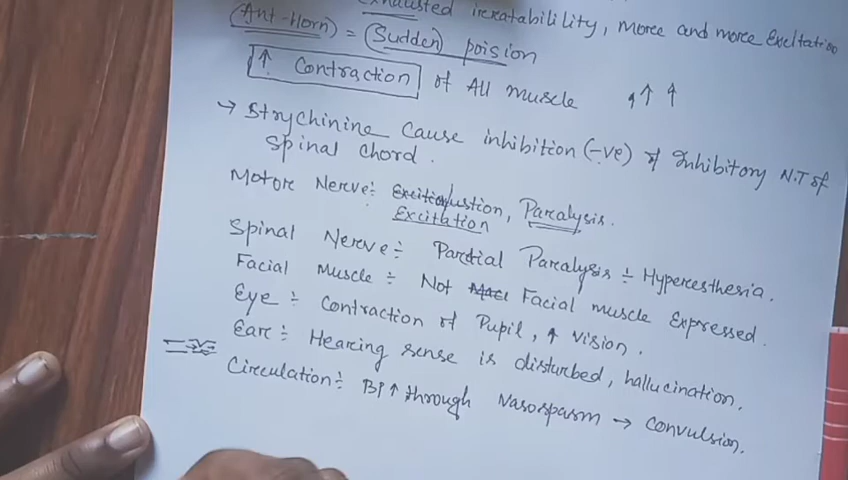 Exhausted irexatability, more and more Excitation
(Ant-Horn) = (Sudden) poision
↑ Contraction of All muscle ↑↑ ↑
→ Strychinine cause inhibition (-ve) of Inhibitory N.T of
Spinal chord.
Motor Nerve÷ Excitation, Paralysis.
Spinal Nerve ÷ Partial Paralysis ÷ Hyperesthesia.
Facial Muscle ÷ Not Facial muscle Expressed.
Eye ÷ Contraction of Pupil, ↑ vision.
Ear ÷ Hearing sense is disturbed, hallucination.
Circulation÷ BP↑ through Vasospasm → convulsion.